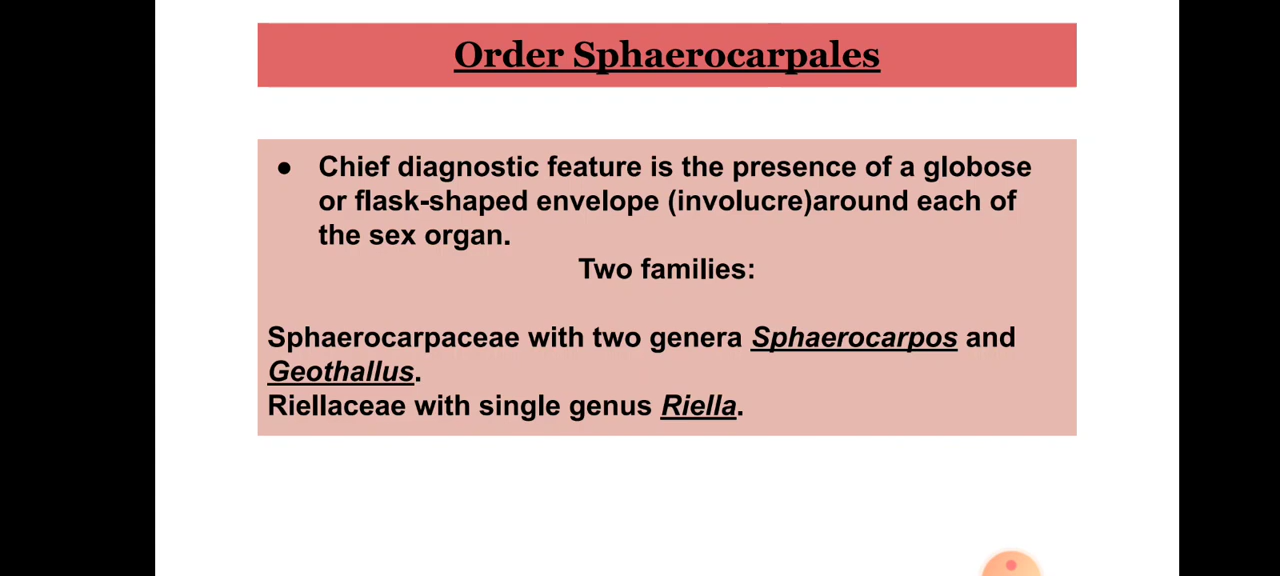 Order Sphaerocarpales
● Chief diagnostic feature is the presence of a globose
or flask-shaped envelope (involucre)around each of
the sex organ.
Two families:
Sphaerocarpaceae with two genera Sphaerocarpos and
Geothallus.
Riellaceae with single genus Riella.